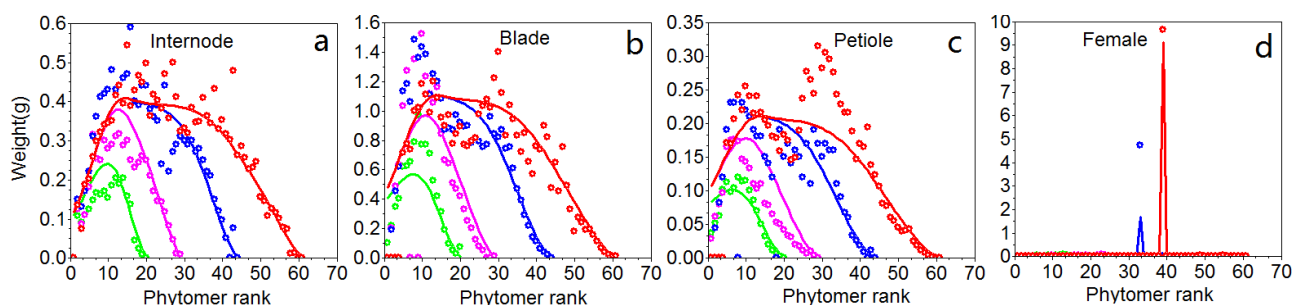 Weight(g)
0.6
0.5
0.4
0.3
0.2
0.1
0.0
Internode
a
0 10 20 30 40 50 60 70
Phytomer rank
1.6
1.4
1.2
1.0
0.8
0.6
0.4
0.2
0.0
Blade
b
0 10 20 30 40 50 60 70
Phytomer rank
0.35
0.30
0.25
0.20
0.15
0.10
0.05
0.00
Petiole
c
0 10 20 30 40 50 60 70
Phytomer rank
10
9
8
7
6
5
4
3
2
1
0
Female
d
0 10 20 30 40 50 60 70
Phytomer rank